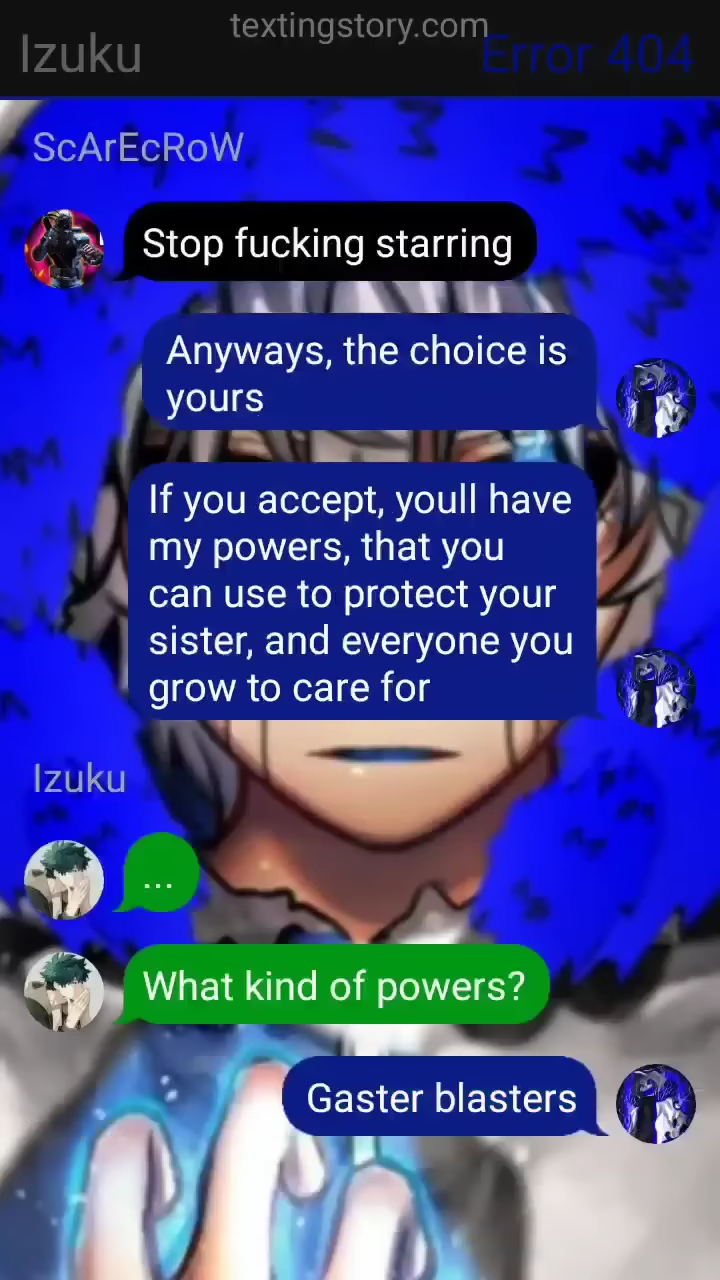 textingstory.com
Izuku
Error 404
ScArEcRoW
Stop fucking starring
Anyways, the choice is
yours
If you accept, youll have
my powers, that you
can use to protect your
sister, and everyone you
grow to care for
Izuku
...
What kind of powers?
Gaster blasters